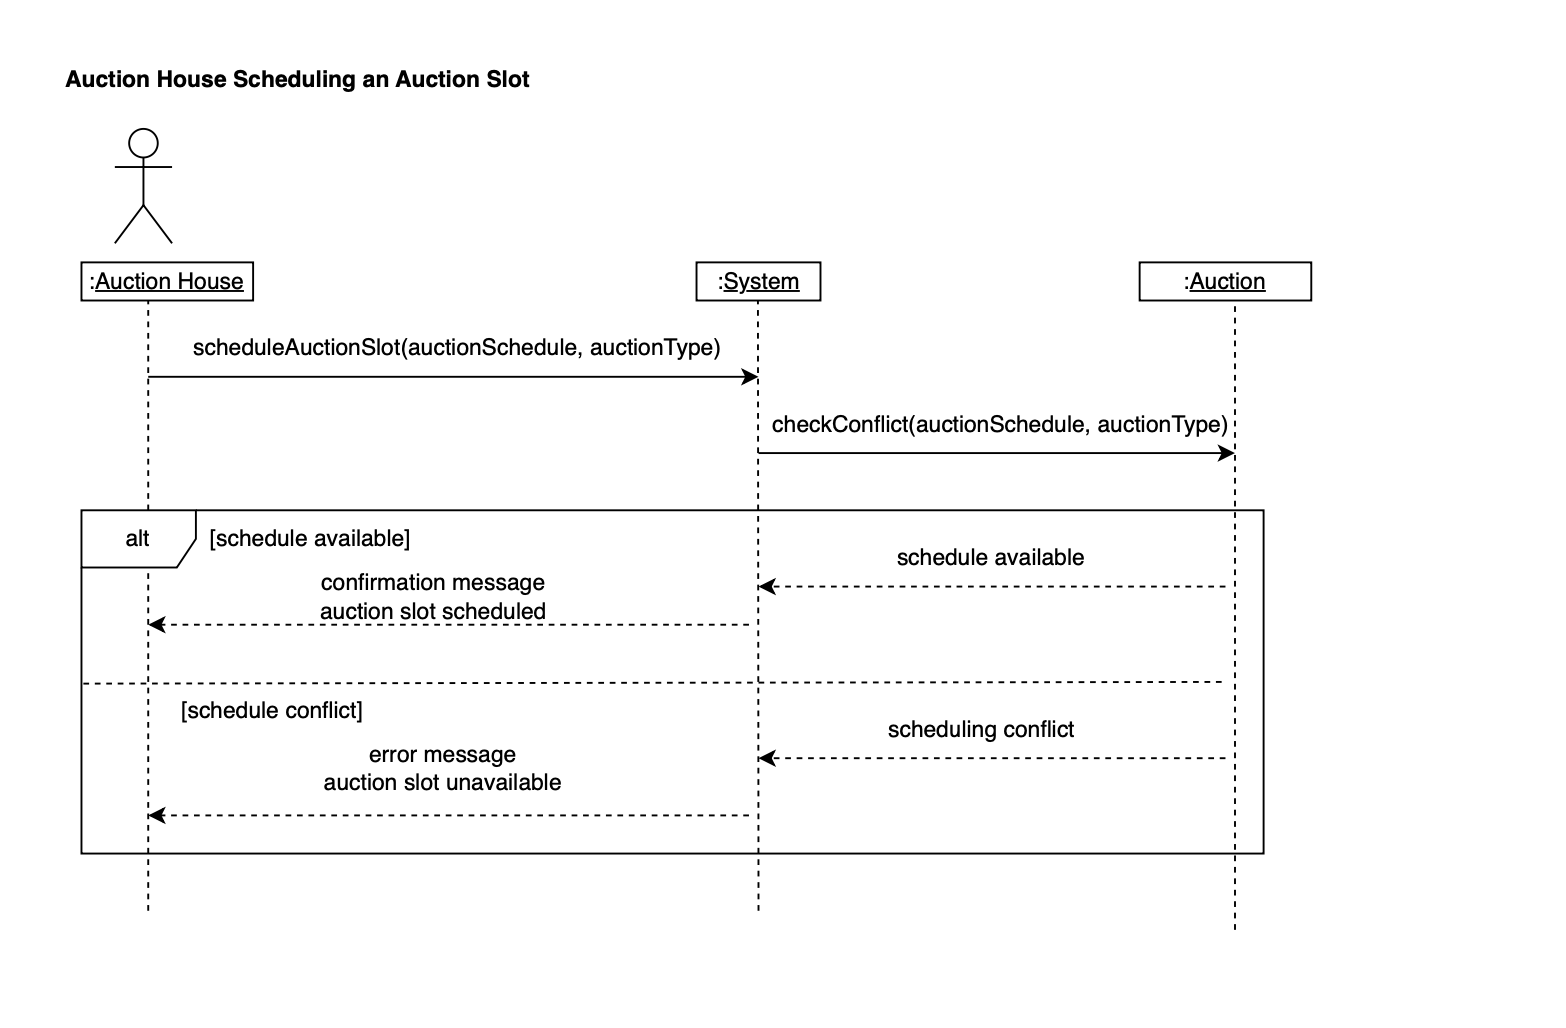 Auction House Scheduling an Auction Slot
:Auction House
:System
:Auction
scheduleAuctionSlot(auctionSchedule, auctionType)
checkConflict(auctionSchedule, auctionType)
alt
[schedule available]
schedule available
confirmation message
auction slot scheduled
[schedule conflict]
scheduling conflict
error message
auction slot unavailable